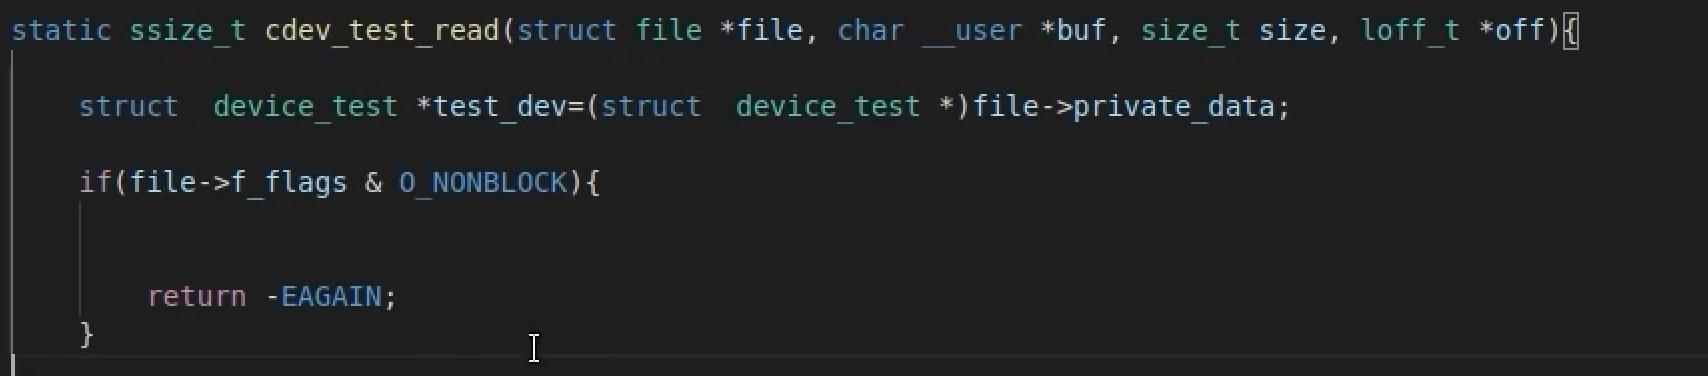 static ssize_t cdev_test_read(struct file *file, char __user *buf, size_t size, loff_t *off){
struct  device_test *test_dev=(struct  device_test *)file->private_data;
if(file->f_flags & O_NONBLOCK){
return -EAGAIN;
}